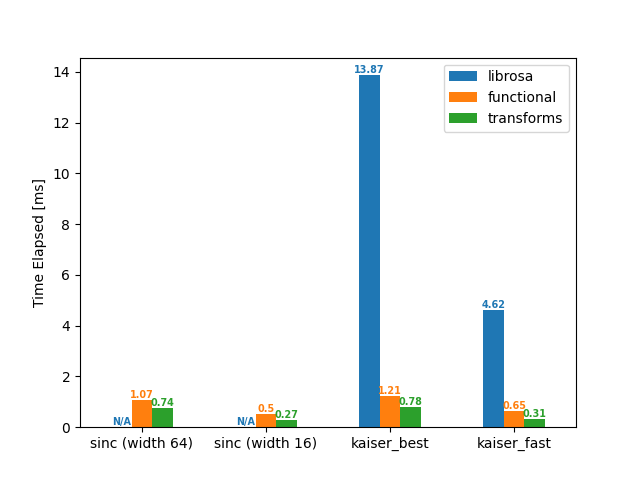 librosa
functional
transforms
Time Elapsed [ms]
14
12
10
8
6
4
2
0
N/A
1.07
0.74
N/A
0.5
0.27
13.87
1.21
0.78
4.62
0.65
0.31
sinc (width 64)
sinc (width 16)
kaiser_best
kaiser_fast